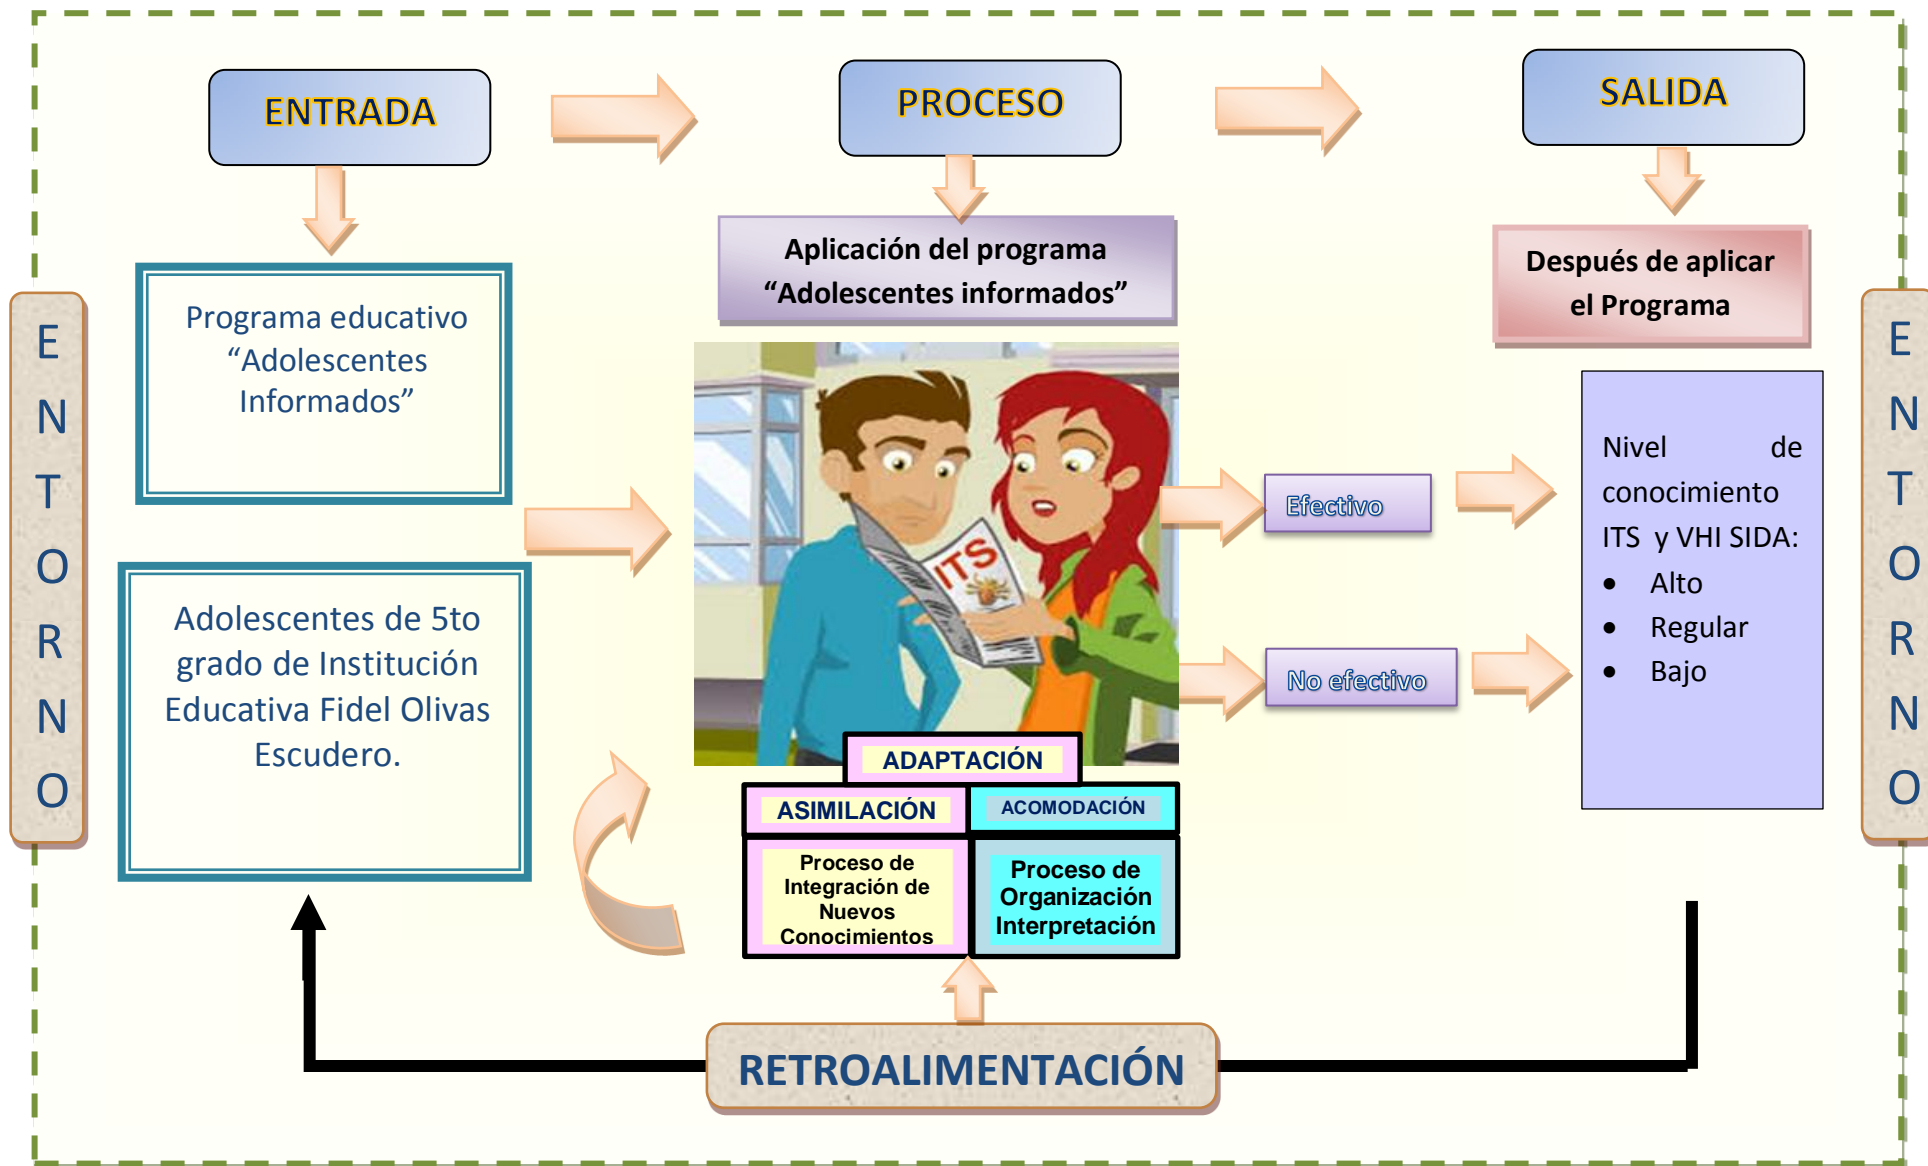 ENTRADA
PROCESO
SALIDA
E
N
T
O
R
N
O
Programa educativo
“Adolescentes
Informados”
Adolescentes de 5to
grado de Institución
Educativa Fidel Olivas
Escudero.
Aplicación del programa
“Adolescentes informados”
ITS
ADAPTACIÓN
ASIMILACIÓN
ACOMODACIÓN
Proceso de
Integración de
Nuevos
Conocimientos
Proceso de
Organización
Interpretación
Efectivo
No efectivo
Después de aplicar
el Programa
Nivel de
conocimiento
ITS y VHI SIDA:
• Alto
• Regular
• Bajo
E
N
T
O
R
N
O
RETROALIMENTACIÓN